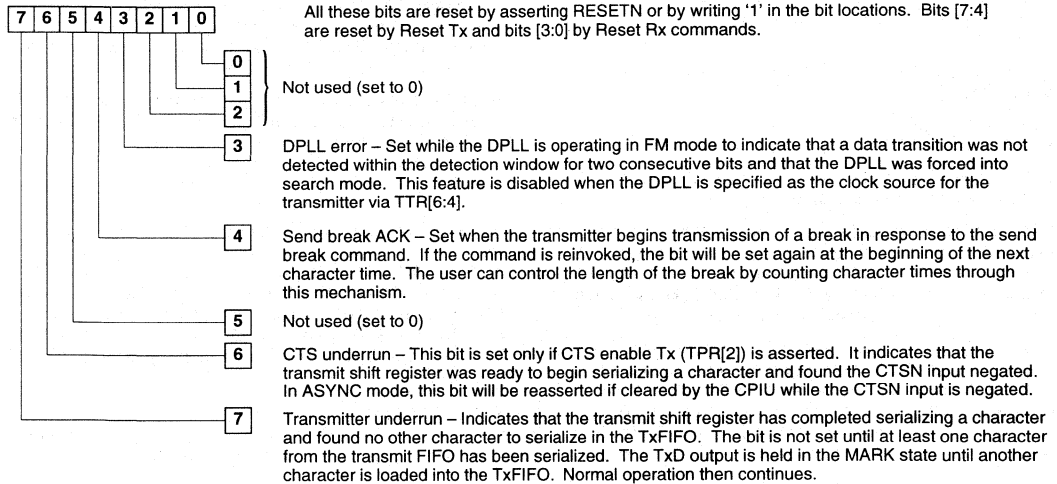 7 6 5 4 3 2 1 0
All these bits are reset by asserting RESETN or by writing ‘1’ in the bit locations. Bits [7:4]
are reset by Reset Tx and bits [3:0] by Reset Rx commands.
0
1 Not used (set to 0)
2
3 DPLL error – Set while the DPLL is operating in FM mode to indicate that a data transition was not
detected within the detection window for two consecutive bits and that the DPLL was forced into
search mode. This feature is disabled when the DPLL is specified as the clock source for the
transmitter via TTR[6:4].
4 Send break ACK – Set when the transmitter begins transmission of a break in response to the send
break command. If the command is reinvoked, the bit will be set again at the beginning of the next
character time. The user can control the length of the break by counting character times through
this mechanism.
5 Not used (set to 0)
6 CTS underrun – This bit is set only if CTS enable Tx (TPR[2]) is asserted. It indicates that the
transmit shift register was ready to begin serializing a character and found the CTSN input negated.
In ASYNC mode, this bit will be reasserted if cleared by the CPIU while the CTSN input is negated.
7 Transmitter underrun – Indicates that the transmit shift register has completed serializing a character
and found no other character to serialize in the TxFIFO. The bit is not set until at least one character
from the transmit FIFO has been serialized. The TxD output is held in the MARK state until another
character is loaded into the TxFIFO. Normal operation then continues.